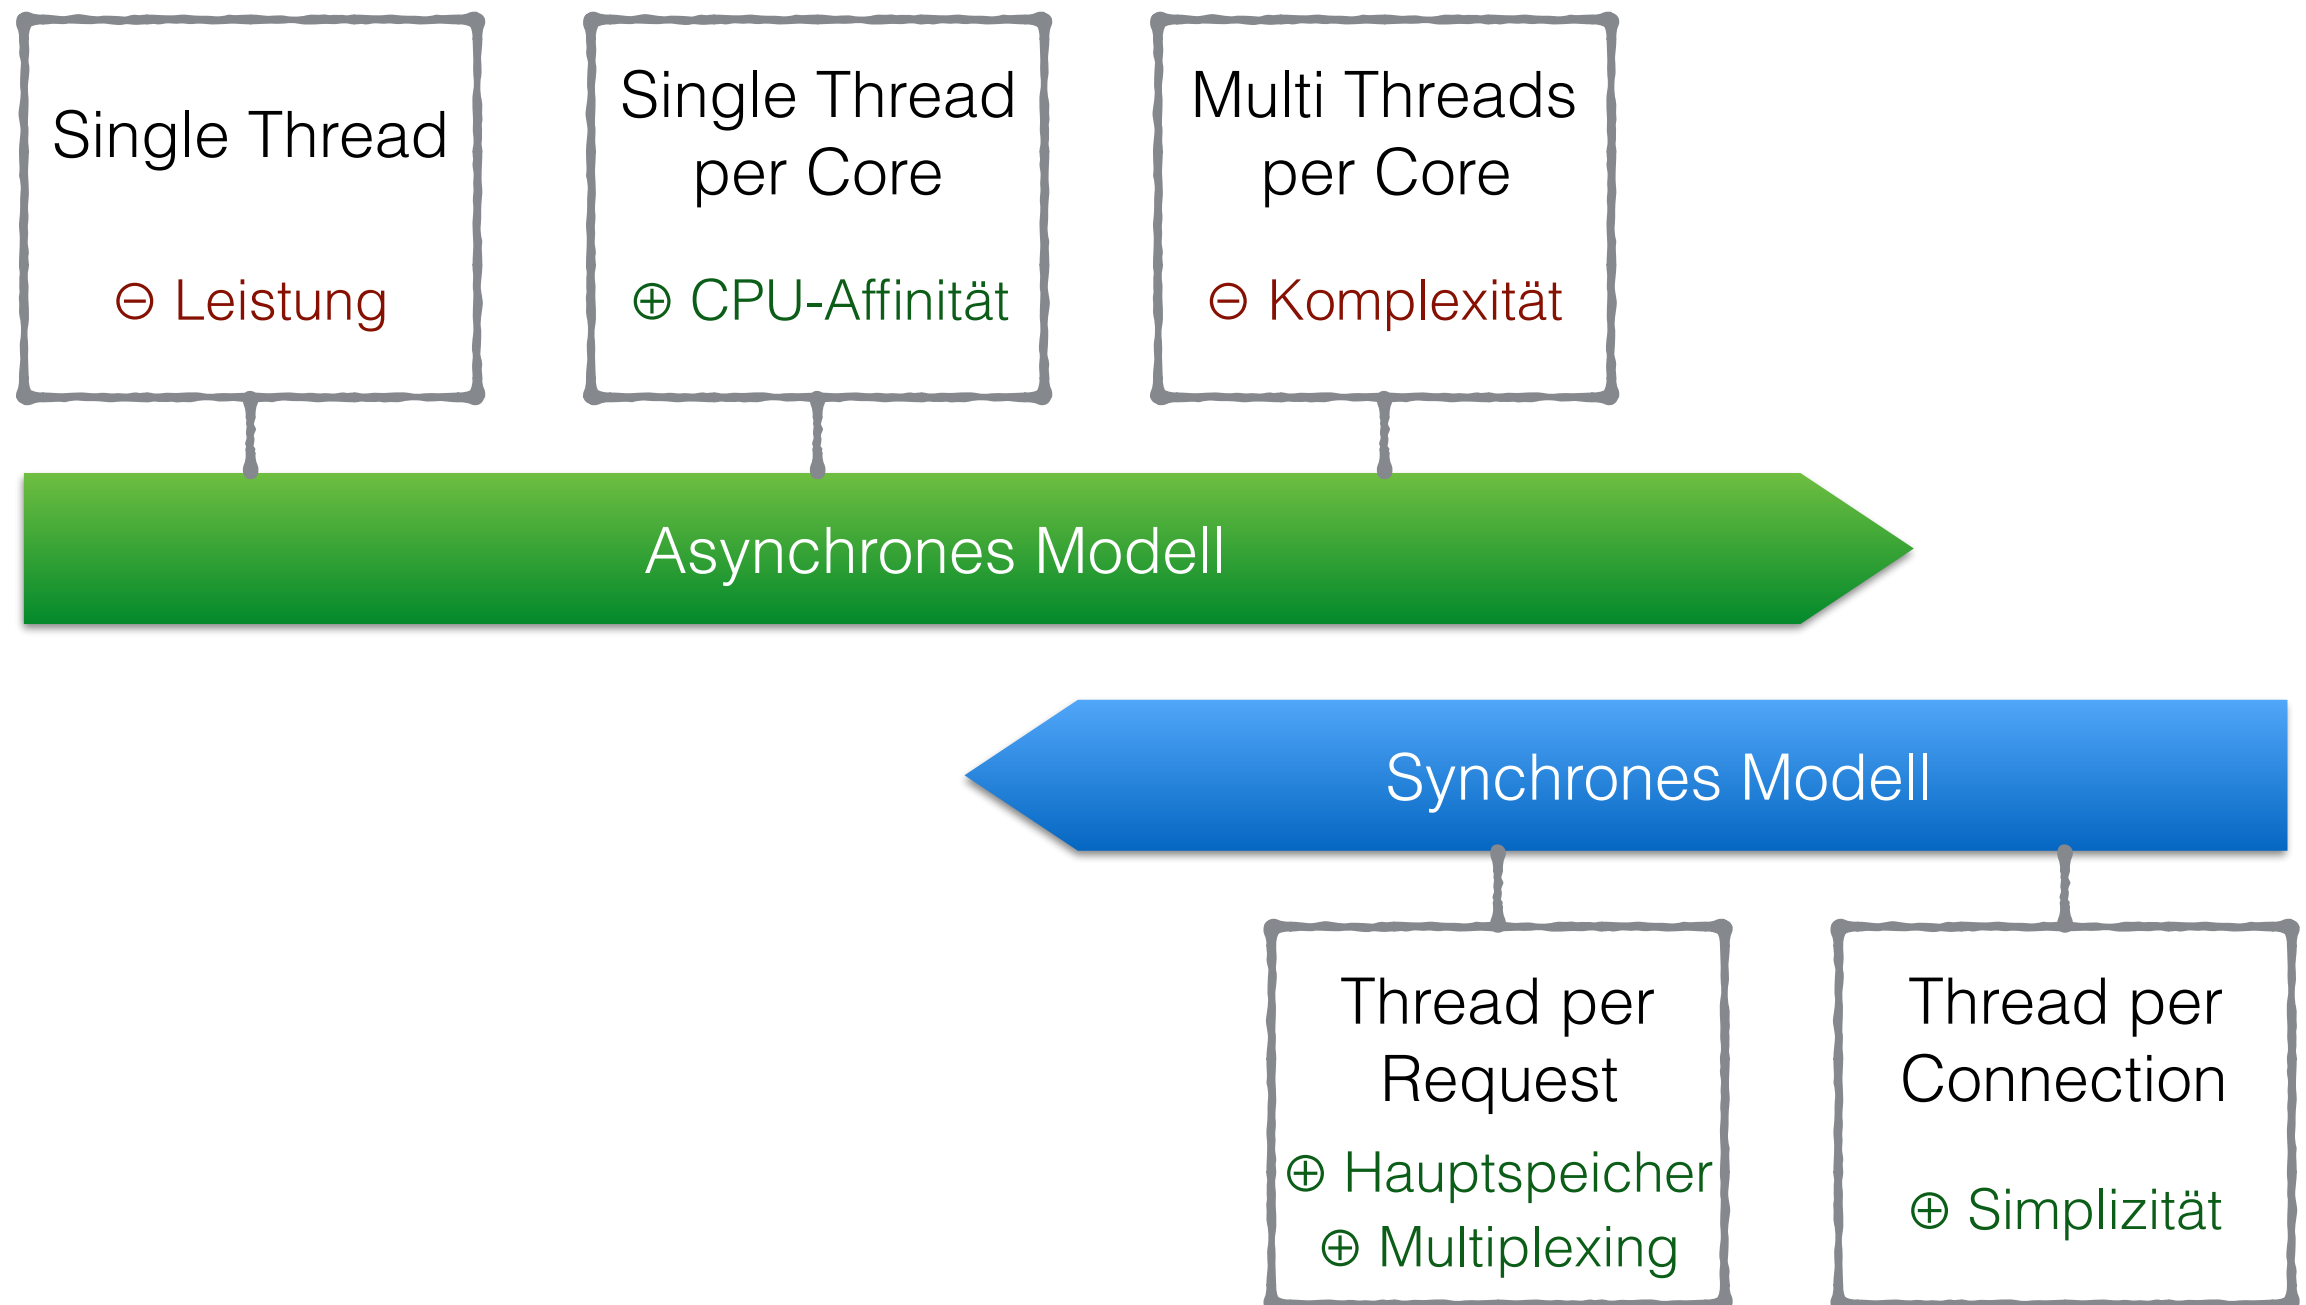 Single Thread
⊖ Leistung
Single Thread
per Core
⊕ CPU-Affinität
Multi Threads
per Core
⊖ Komplexität
Asynchrones Modell
Synchrones Modell
Thread per
Request
⊕ Hauptspeicher
⊕ Multiplexing
Thread per
Connection
⊕ Simplizität